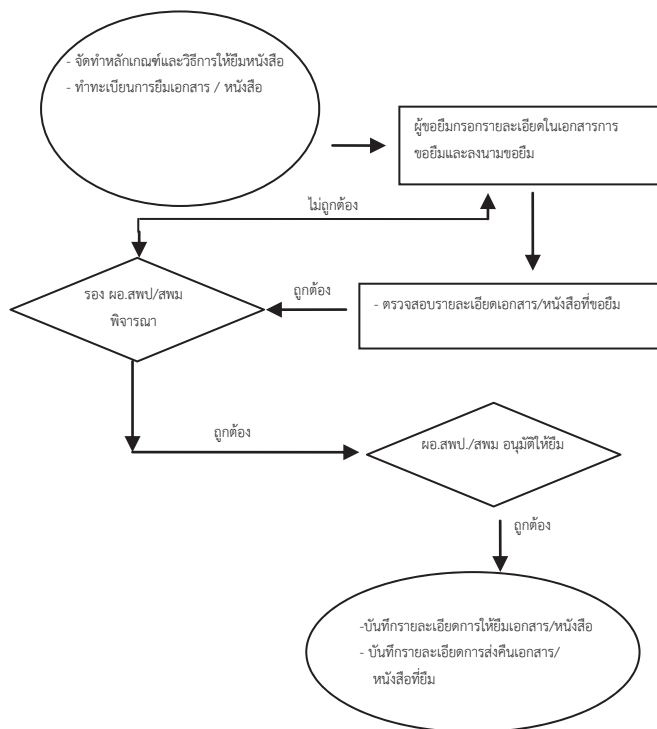 - จัดทำหลักเกณฑ์และวิธีการให้ยืมหนังสือ
- ทำทะเบียนการยืมเอกสาร / หนังสือ
ผู้ขอยืมกรอกรายละเอียดในเอกสารการ
ขอยืมและลงนามขอยืม
ไม่ถูกต้อง
รอง ผอ.สพป/สพม
พิจารณา
ถูกต้อง
- ตรวจสอบรายละเอียดเอกสาร/หนังสือที่ขอยืม
ถูกต้อง
ผอ.สพป./สพม อนุมัติให้ยืม
ถูกต้อง
-บันทึกรายละเอียดการให้ยืมเอกสาร/หนังสือ
- บันทึกรายละเอียดการส่งคืนเอกสาร/
หนังสือที่ยืม